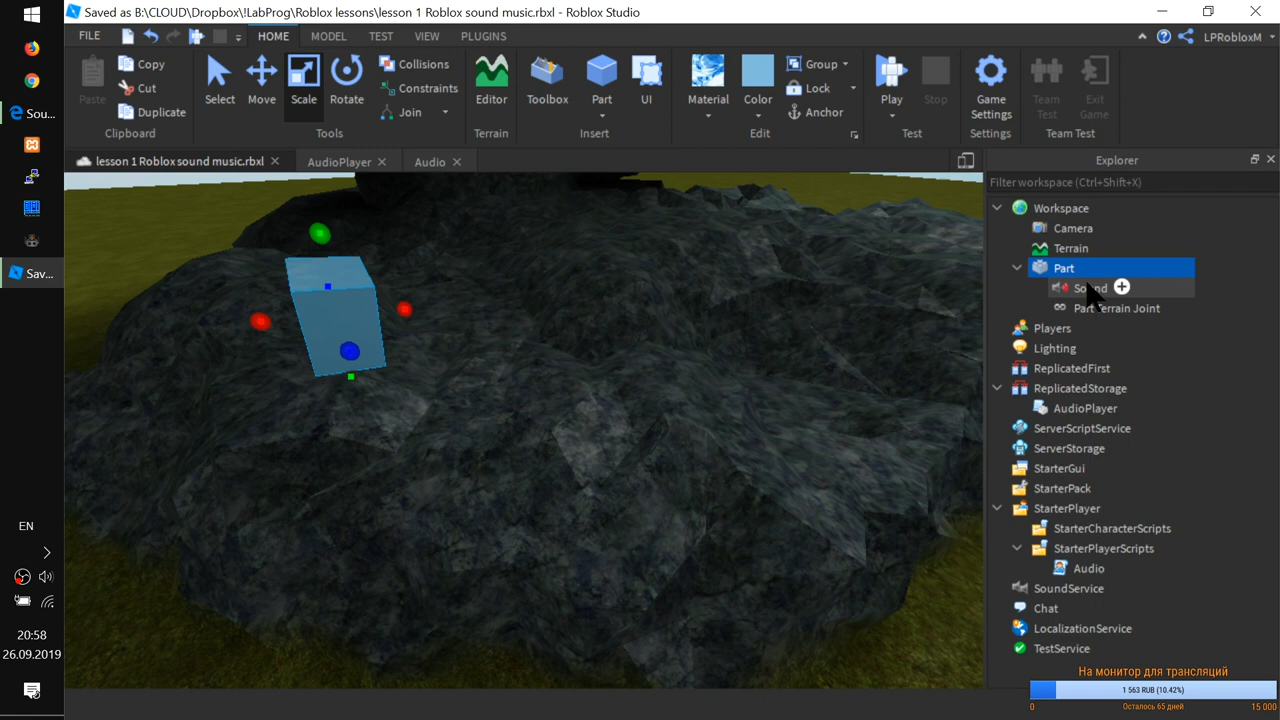 Saved as B:\CLOUD\Dropbox\!LabProg\Roblox lessons\lesson 1 Roblox sound music.rbxl - Roblox Studio
FILE HOME MODEL TEST VIEW PLUGINS LPRobloxM
Paste Copy Cut Duplicate Clipboard
Select Move Scale Rotate Collisions Constraints Join Tools
Editor Terrain
Toolbox Part UI Insert
Material Color Group Lock Anchor Edit
Play Stop Test
Game Settings Settings
Team Test Exit Game Team Test
lesson 1 Roblox sound music.rbxl AudioPlayer Audio
Explorer
Filter workspace (Ctrl+Shift+X)
Workspace
Camera
Terrain
Part
Sound
Part Terrain Joint
Players
Lighting
ReplicatedFirst
ReplicatedStorage
AudioPlayer
ServerScriptService
ServerStorage
StarterGui
StarterPack
StarterPlayer
StarterCharacterScripts
StarterPlayerScripts
Audio
SoundService
Chat
LocalizationService
TestService
Sou...
Sav...
EN
20:58
26.09.2019
На монитор для трансляций
1 563 RUB (10.42%)
0 Осталось 65 дней 15 000